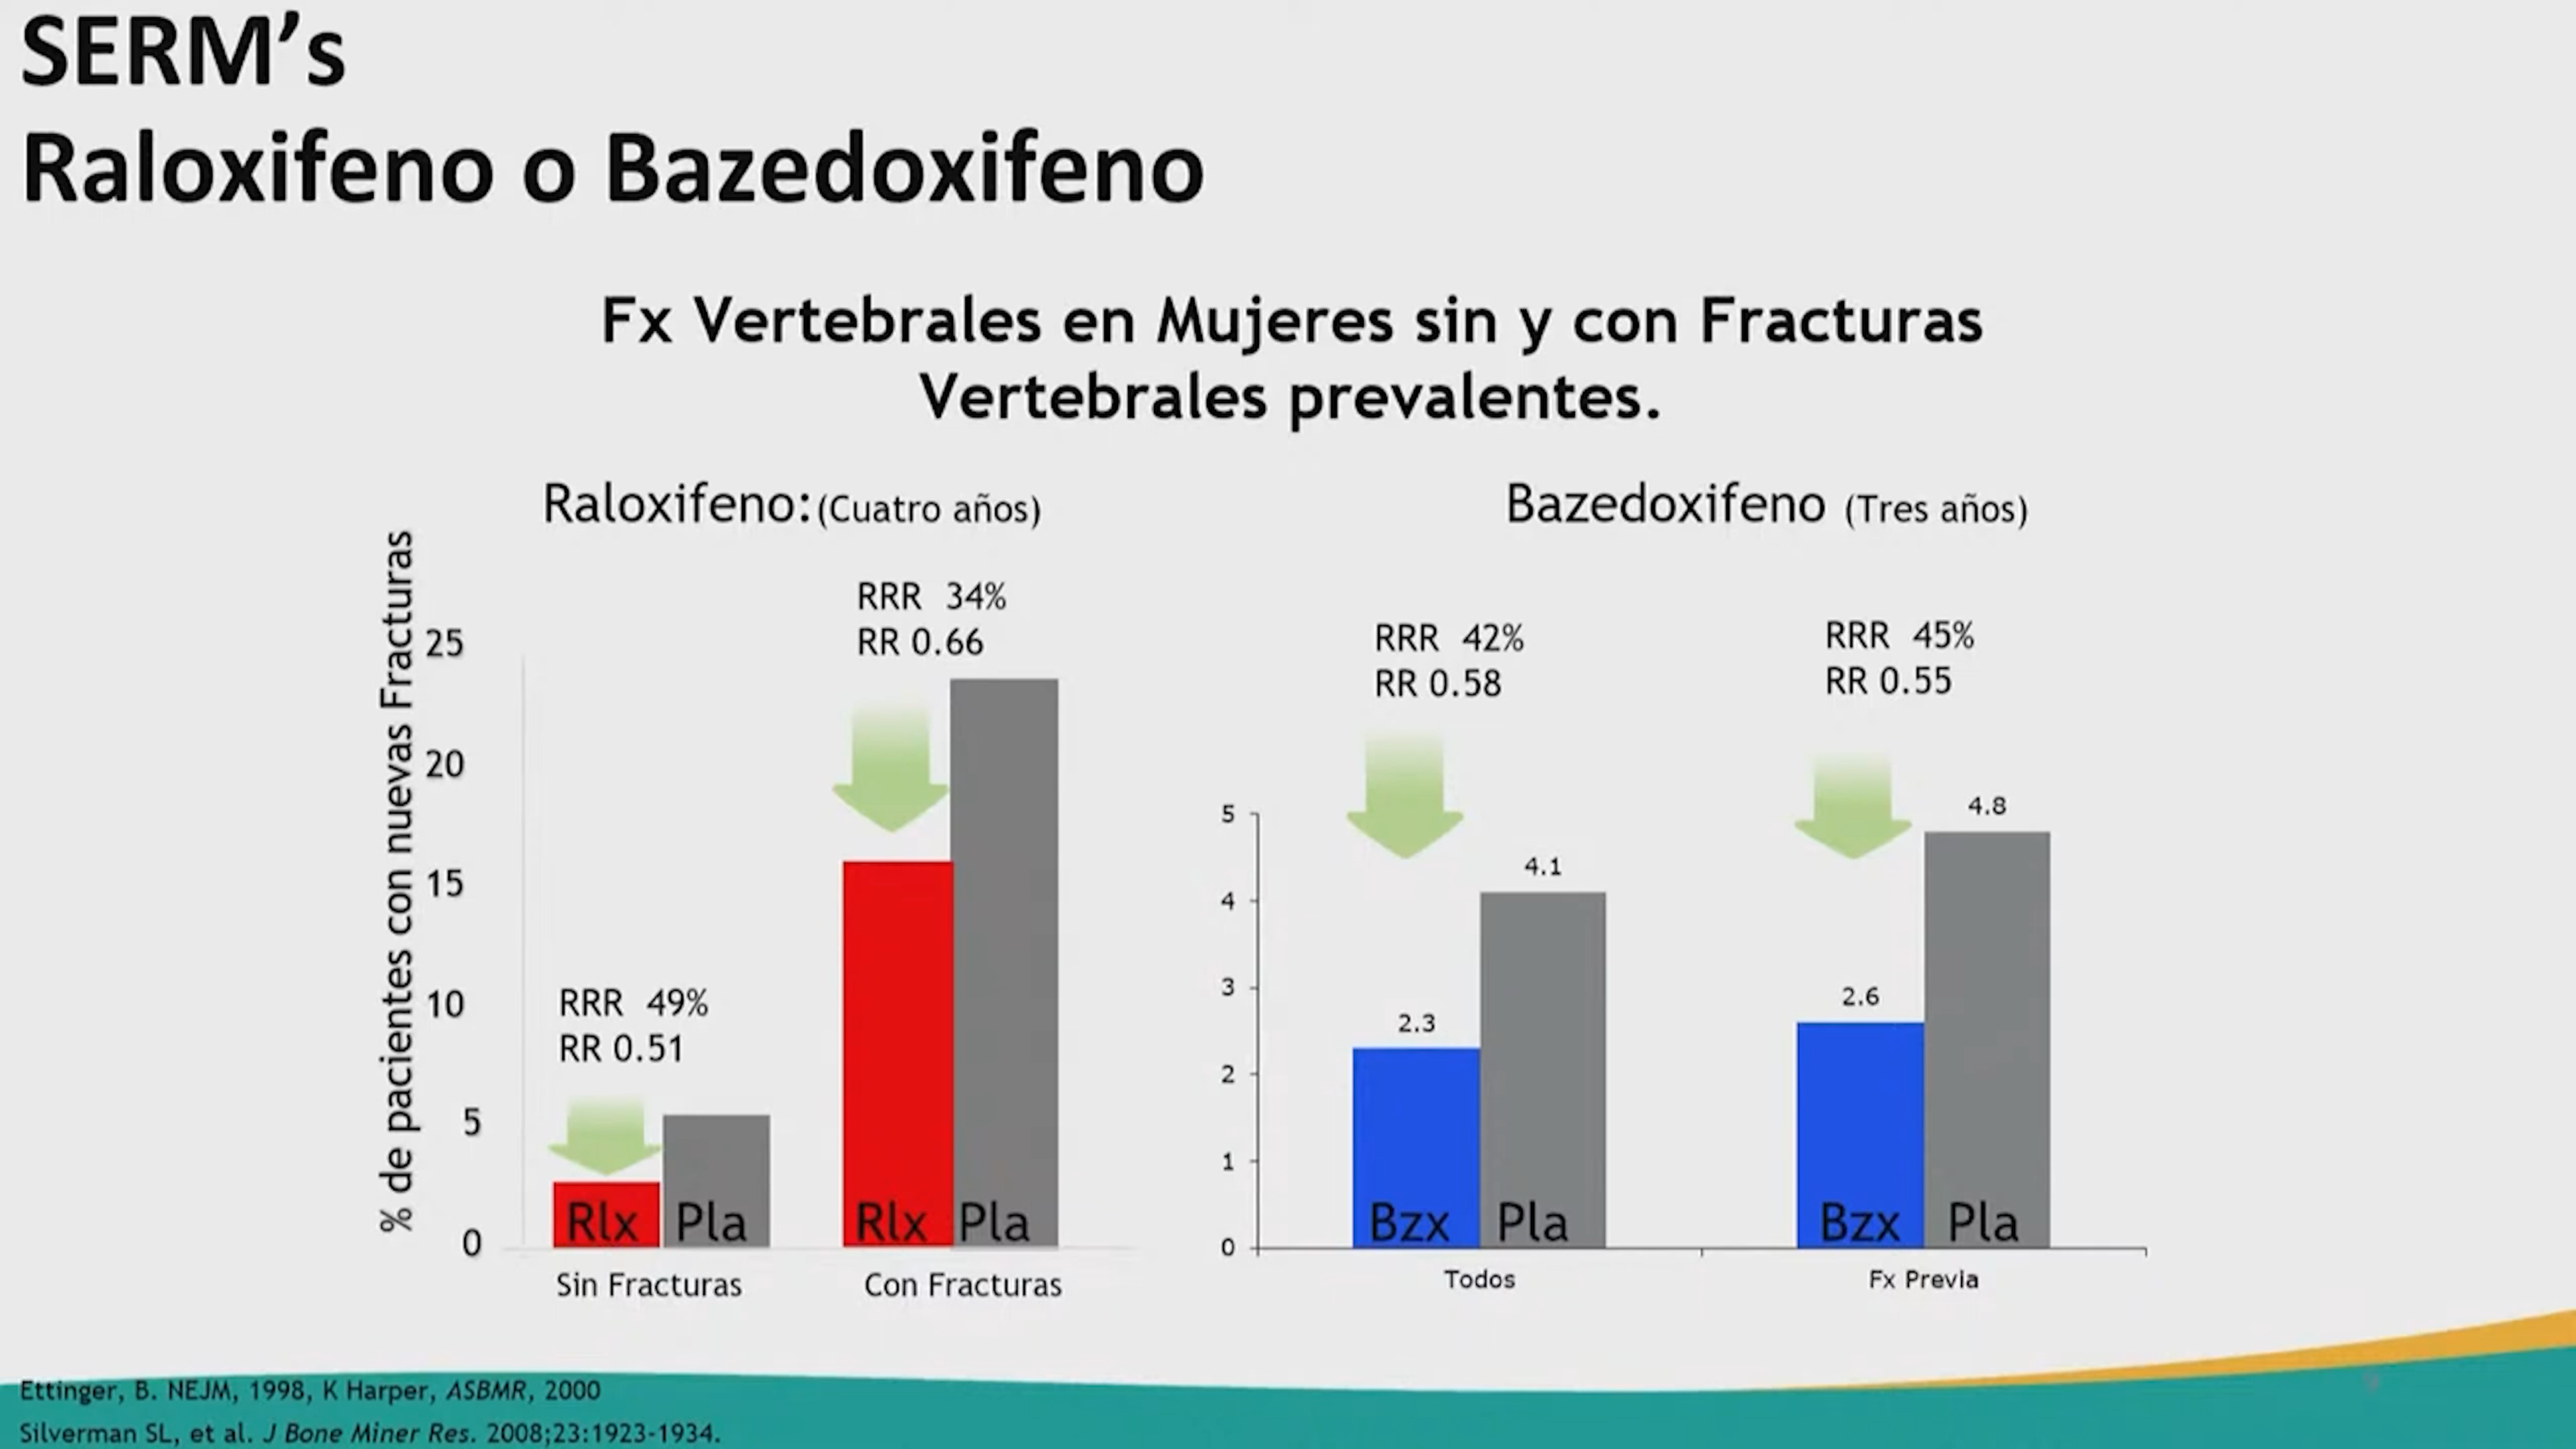 SERM’s
Raloxifeno o Bazedoxifeno
Fx Vertebrales en Mujeres sin y con Fracturas
Vertebrales prevalentes.
Raloxifeno: (Cuatro años)
% de pacientes con nuevas Fracturas
25
20
15
10
5
0
RRR 49%
RR 0.51
RRR 34%
RR 0.66
Rlx Pla
Rlx Pla
Sin Fracturas
Con Fracturas
Bazedoxifeno (Tres años)
RRR 42%
RR 0.58
RRR 45%
RR 0.55
5
4
3
2
1
0
2.3
4.1
2.6
4.8
Bzx Pla
Bzx Pla
Todos
Fx Previa
Ettinger, B. NEJM, 1998, K Harper, ASBMR, 2000
Silverman SL, et al. J Bone Miner Res. 2008;23:1923-1934.